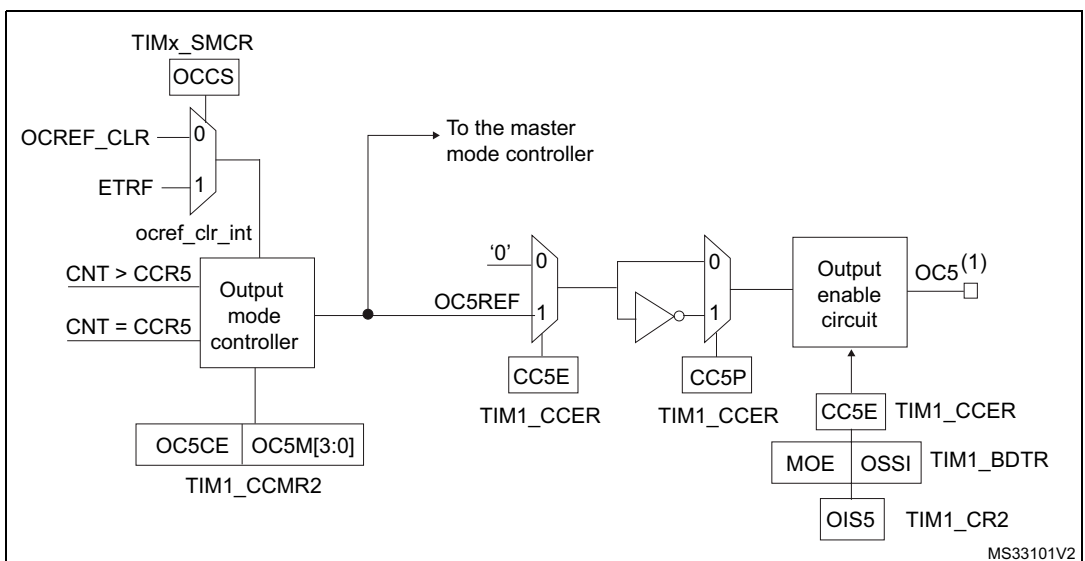 TIMx_SMCR
OCCS
OCREF_CLR
0
ETRF
1
ocref_clr_int
To the master
mode controller
CNT > CCR5
CNT = CCR5
Output
mode
controller
OC5CE OC5M[3:0]
TIM1_CCMR2
‘0’
0
OC5REF
1
CC5E
TIM1_CCER
0
1
CC5P
TIM1_CCER
Output
enable
circuit
OC5(1)
CC5E TIM1_CCER
MOE OSSI TIM1_BDTR
OIS5 TIM1_CR2
MS33101V2